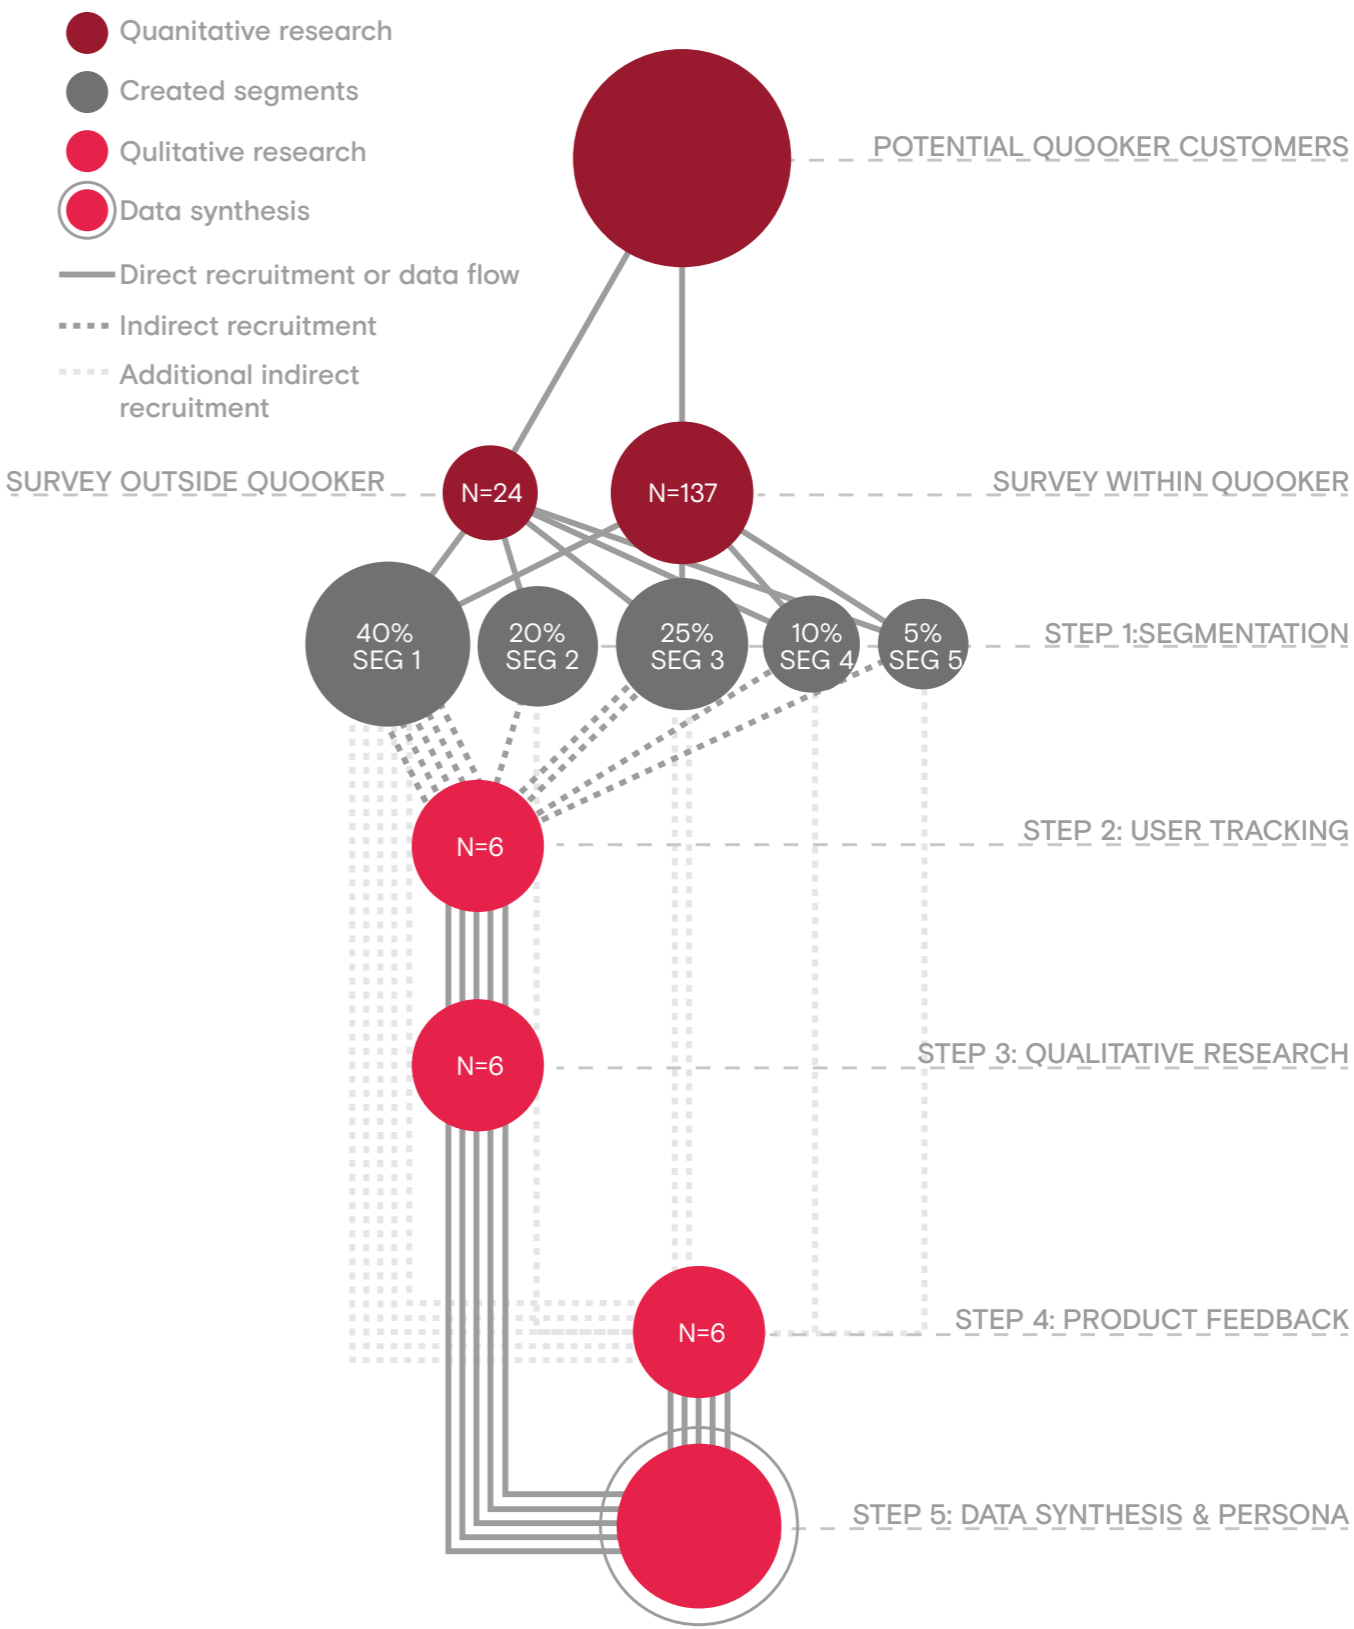 Quanitative research
Created segments
Qulitative research
Data synthesis
Direct recruitment or data flow
Indirect recruitment
Additional indirect
recruitment
POTENTIAL QUOOKER CUSTOMERS
SURVEY OUTSIDE QUOOKER
N=24
N=137
SURVEY WITHIN QUOOKER
40%
SEG 1
20%
SEG 2
25%
SEG 3
10%
SEG 4
5%
SEG 5
STEP 1:SEGMENTATION
N=6
STEP 2: USER TRACKING
N=6
STEP 3: QUALITATIVE RESEARCH
N=6
STEP 4: PRODUCT FEEDBACK
STEP 5: DATA SYNTHESIS & PERSONA